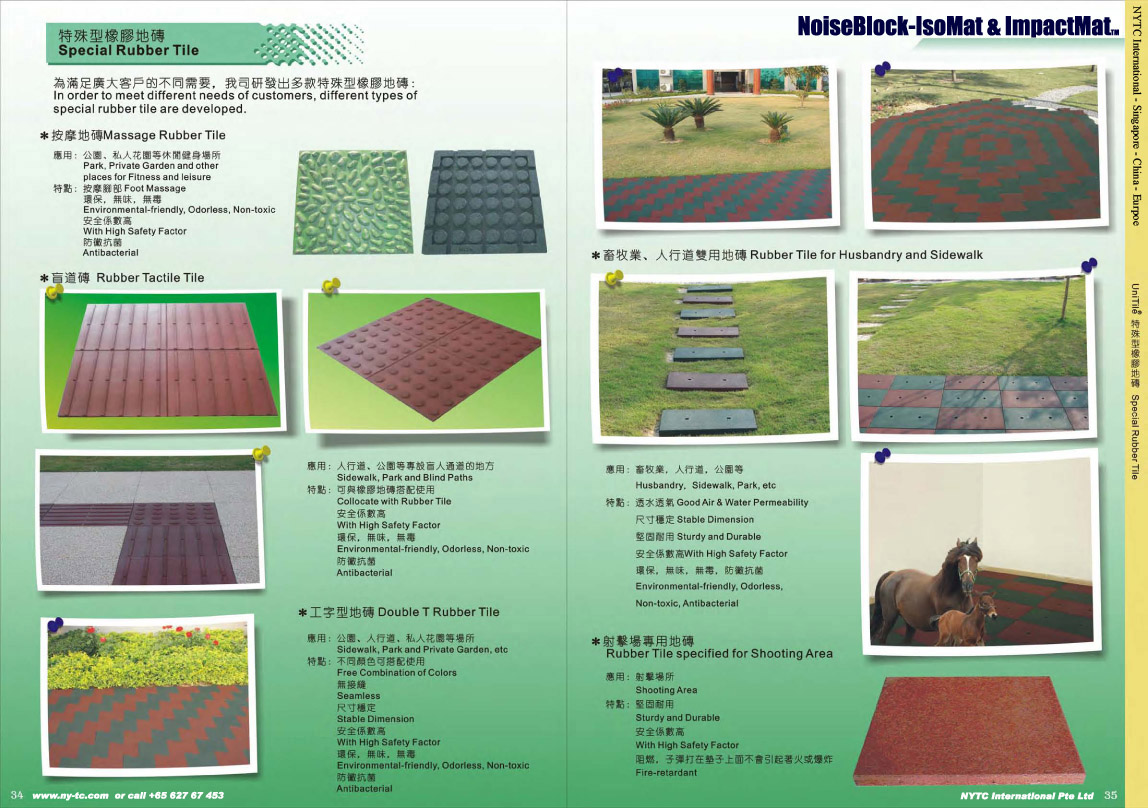 特殊型橡膠地磚
Special Rubber Tile
為滿足廣大客戶的不同需要，我司研發出多款特殊型橡膠地磚：
In order to meet different needs of customers, different types of
special rubber tile are developed.
＊按摩地磚Massage Rubber Tile
應用：公園、私人花園等休閒健身場所
Park, Private Garden and other
places for Fitness and leisure
特點：按摩腳部 Foot Massage
環保，無味，無毒
Environmental-friendly, Odorless, Non-toxic
安全係數高
With High Safety Factor
防黴抗菌
Antibacterial
＊盲道磚 Rubber Tactile Tile
應用：人行道、公園等專設盲人通道的地方
Sidewalk, Park and Blind Paths
特點：可與橡膠地磚搭配使用
Collocate with Rubber Tile
安全係數高
With High Safety Factor
環保，無味，無毒
Environmental-friendly, Odorless, Non-toxic
防黴抗菌
Antibacterial
＊工字型地磚 Double T Rubber Tile
應用：公園、人行道、私人花園等場所
Sidewalk, Park and Private Garden, etc
特點：不同顏色可搭配使用
Free Combination of Colors
無接縫
Seamless
尺寸穩定
Stable Dimension
安全係數高
With High Safety Factor
環保，無味，無毒
Environmental-friendly, Odorless, Non-toxic
防黴抗菌
Antibacterial
34 www.ny-tc.com or call +65 627 67 453
NoiseBlock-IsoMat & ImpactMat TM
＊畜牧業、人行道雙用地磚 Rubber Tile for Husbandry and Sidewalk
應用：畜牧業，人行道，公園等
Husbandry, Sidewalk, Park, etc
特點：透水透氣 Good Air & Water Permeability
尺寸穩定 Stable Dimension
堅固耐用 Sturdy and Durable
安全係數高With High Safety Factor
環保，無味，無毒，防黴抗菌
Environmental-friendly, Odorless,
Non-toxic, Antibacterial
＊射擊場專用地磚
Rubber Tile specified for Shooting Area
應用：射擊場所
Shooting Area
特點：堅固耐用
Sturdy and Durable
安全係數高
With High Safety Factor
阻燃，子彈打在墊子上面不會引起著火或爆炸
Fire-retardant
NYTC International Pte Ltd 35
NYTC International - Singapore - China - Eurpoe
UniTile® 特殊型橡膠地磚 Special Rubber Tile